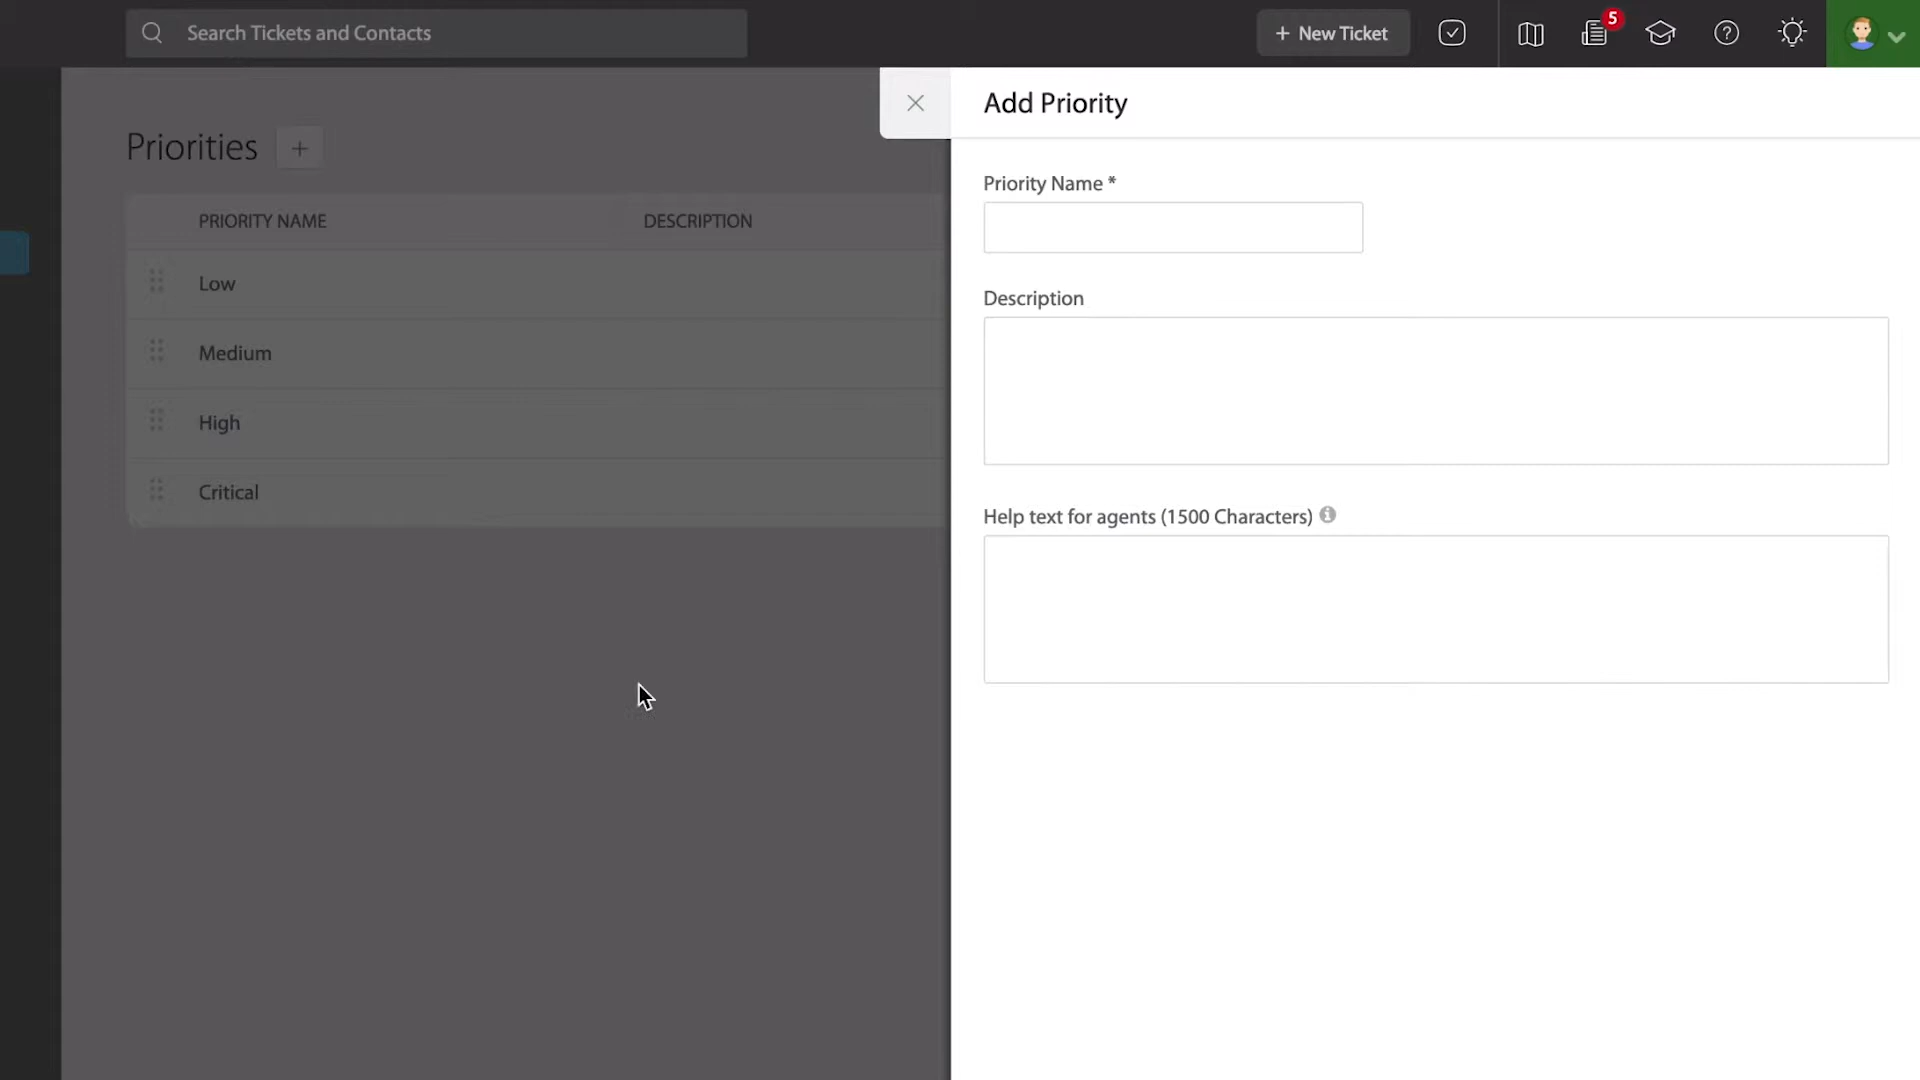 Search Tickets and Contacts
+ New Ticket
5
Add Priority
Priorities +
Priority Name *
PRIORITY NAME DESCRIPTION
Low
Description
Medium
High
Critical
Help text for agents (1500 Characters)